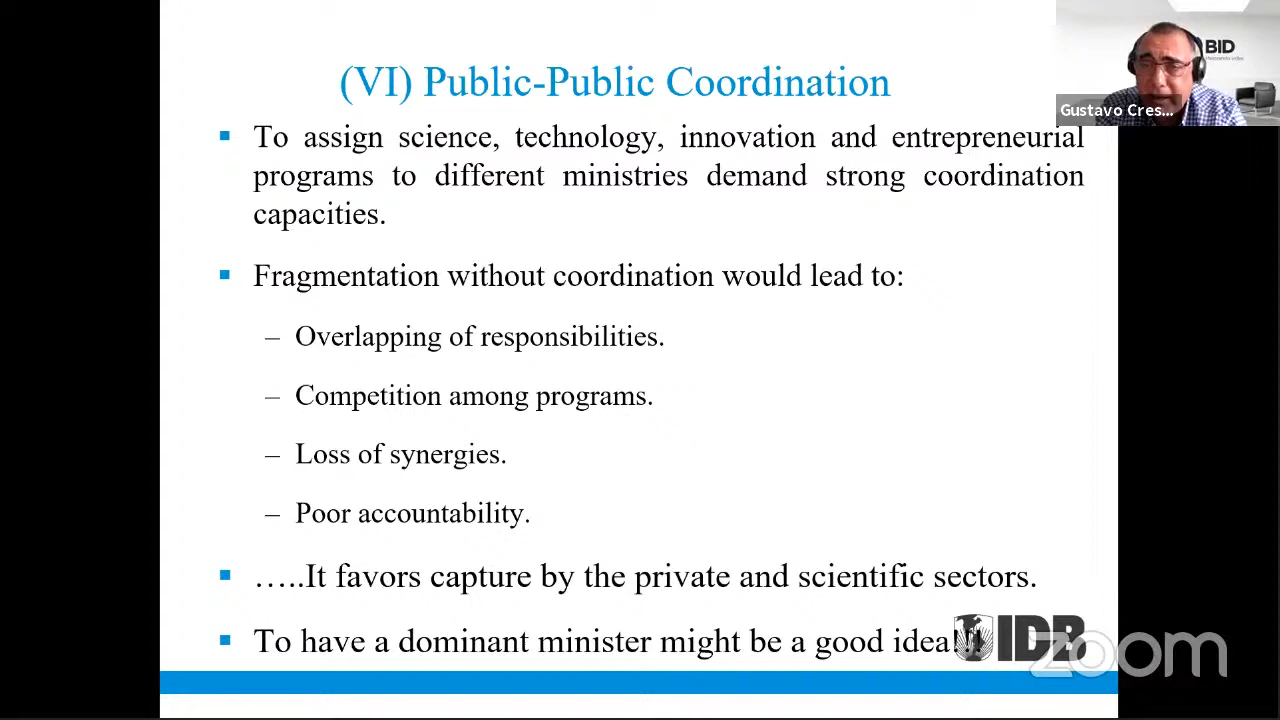 (VI) Public-Public Coordination
BID
Gustavo Cres...
▪ To assign science, technology, innovation and entrepreneurial
programs to different ministries demand strong coordination
capacities.
▪ Fragmentation without coordination would lead to:
– Overlapping of responsibilities.
– Competition among programs.
– Loss of synergies.
– Poor accountability.
▪ …..It favors capture by the private and scientific sectors.
▪ To have a dominant minister might be a good idea!!!
IDB
zoom